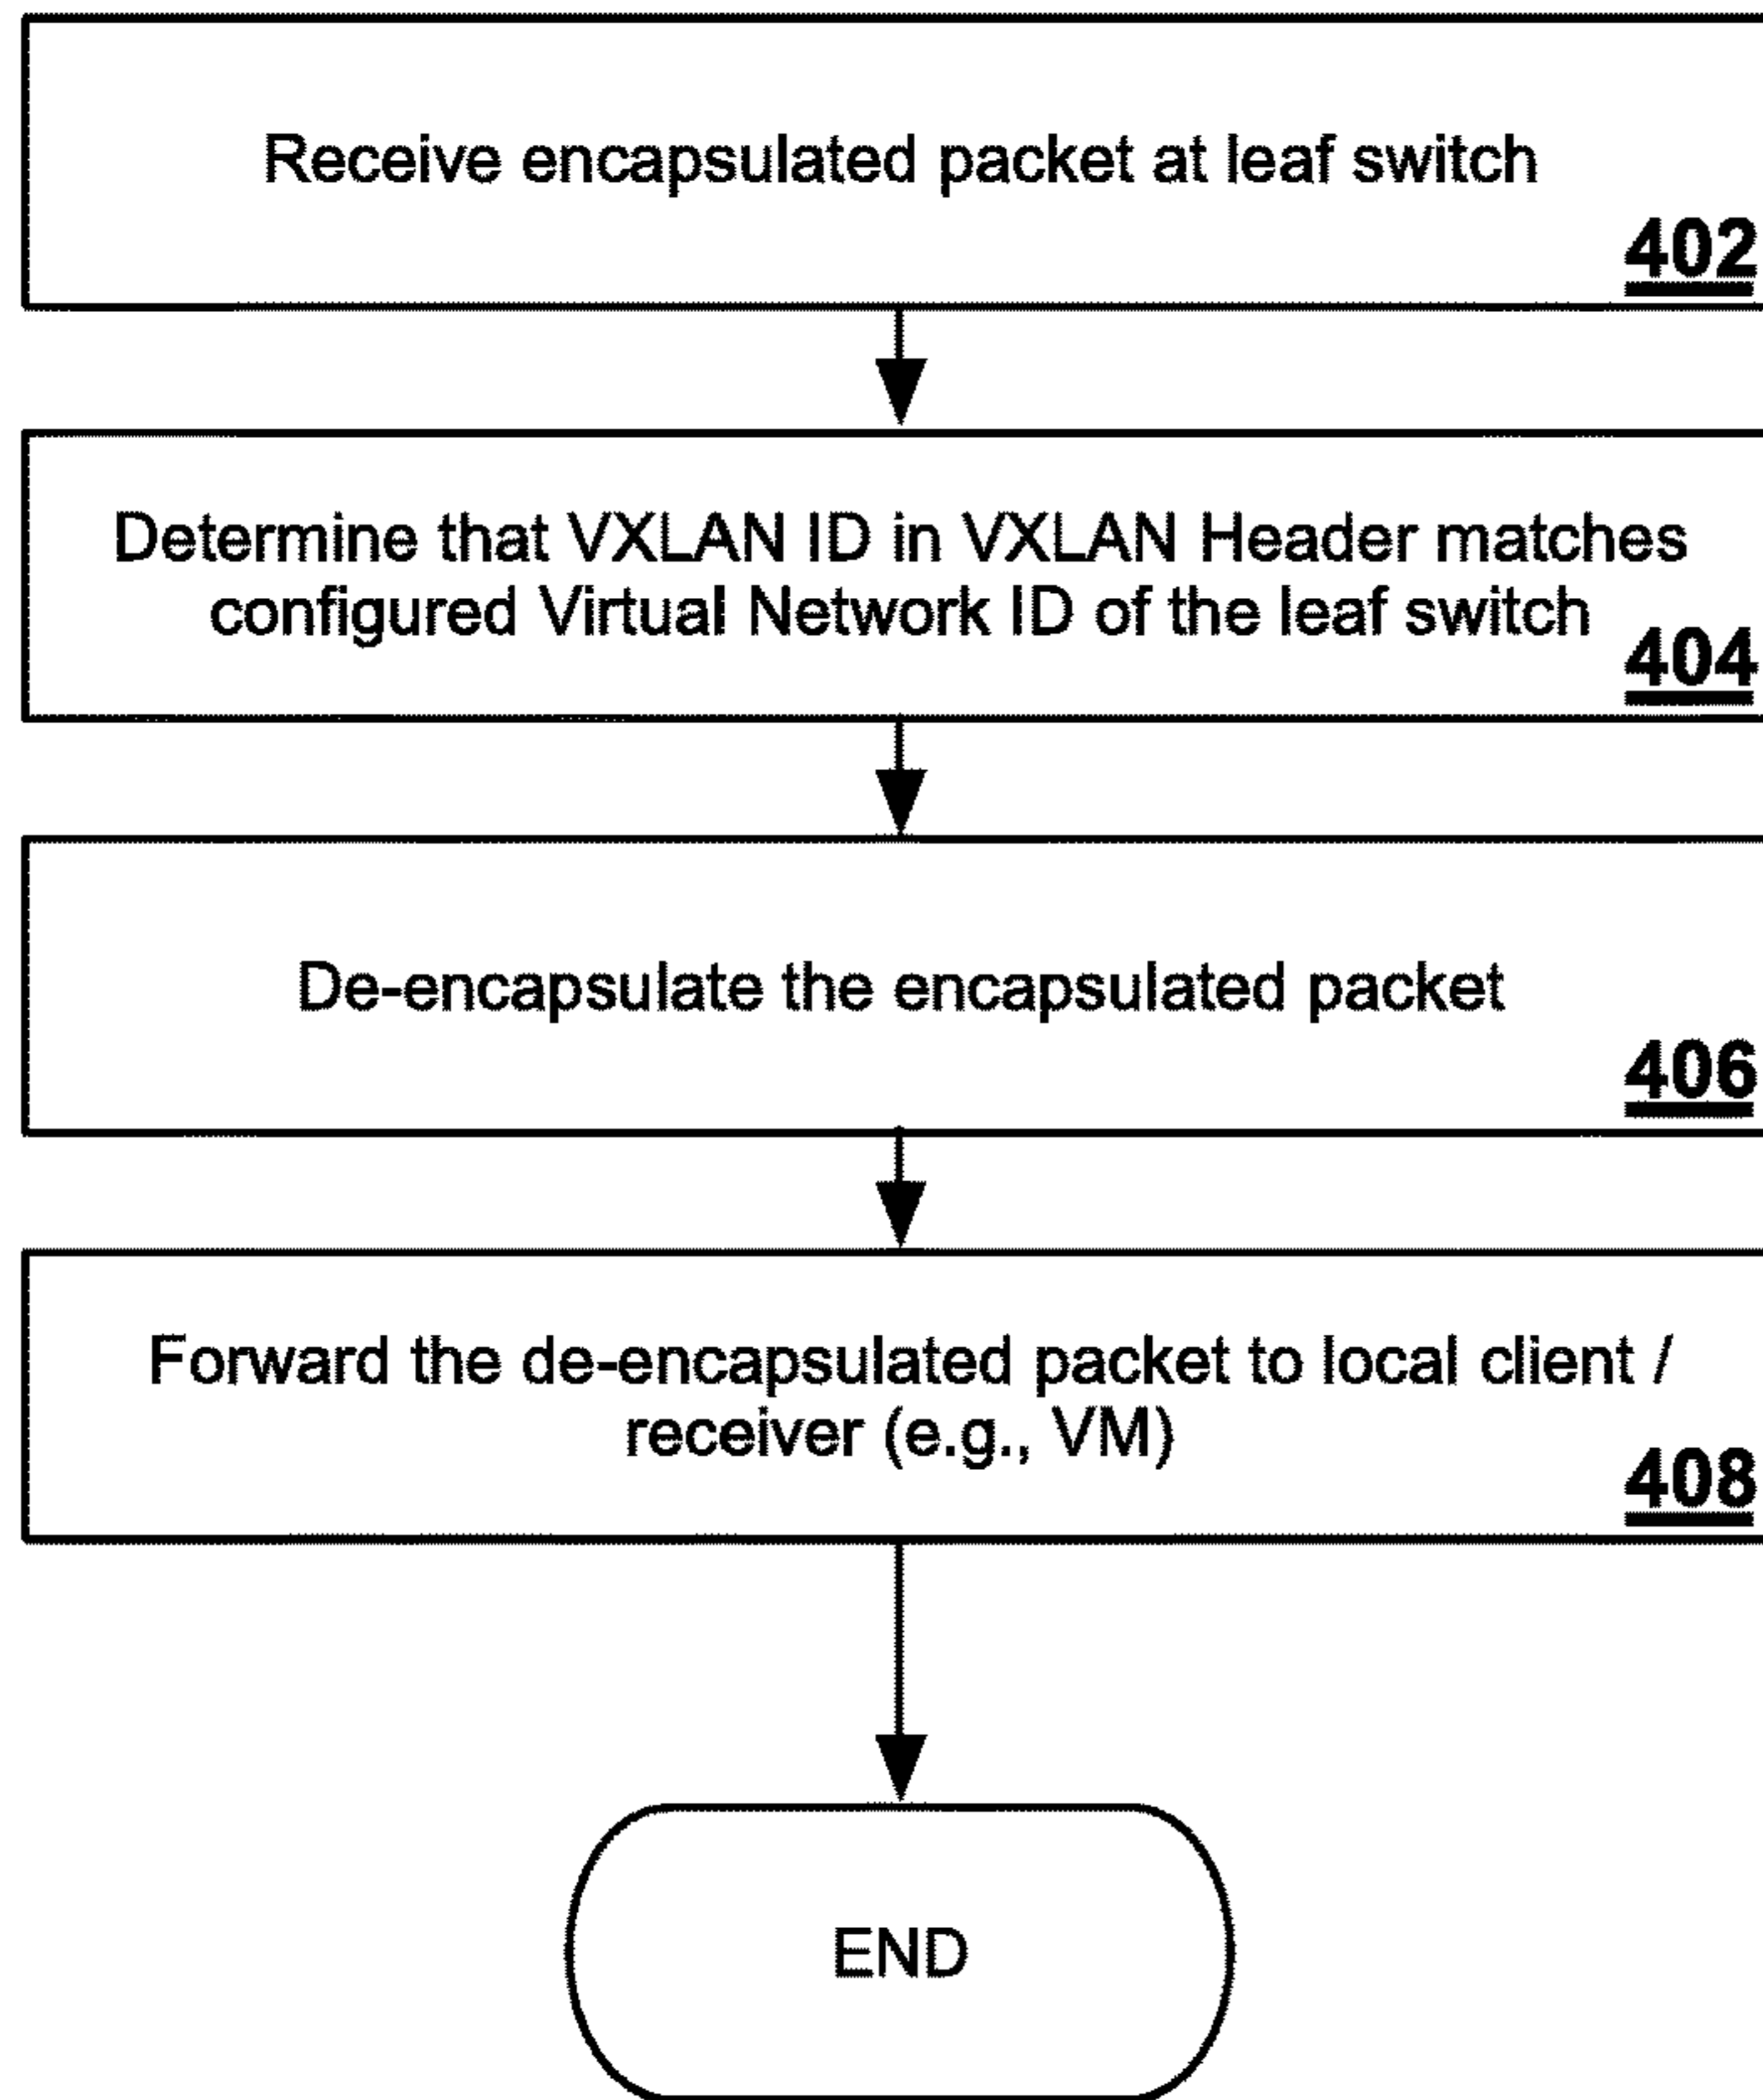 Receive encapsulated packet at leaf switch
402
Determine that VXLAN ID in VXLAN Header matches
configured Virtual Network ID of the leaf switch
404
De-encapsulate the encapsulated packet
406
Forward the de-encapsulated packet to local client /
receiver (e.g., VM)
408
END